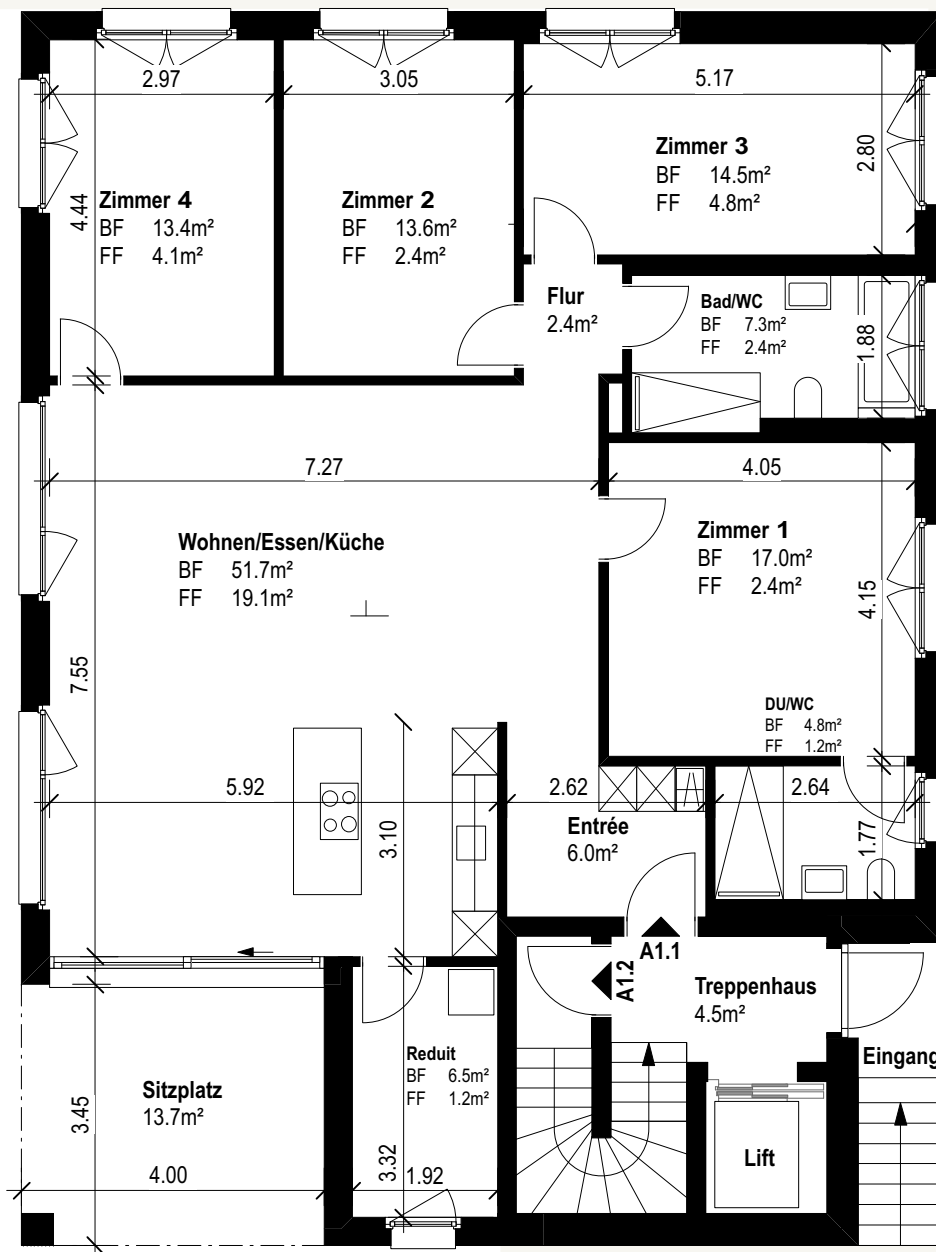 2.97
3.05
5.17
Zimmer 4
BF 13.4m²
FF 4.1m²
4.44
Zimmer 2
BF 13.6m²
FF 2.4m²
Zimmer 3
BF 14.5m²
FF 4.8m²
2.80
Flur
2.4m²
Bad/WC
BF 7.3m²
FF 2.4m²
1.88
7.27
4.05
Wohnen/Essen/Küche
BF 51.7m²
FF 19.1m²
Zimmer 1
BF 17.0m²
FF 2.4m²
4.15
7.55
DU/WC
BF 4.8m²
FF 1.2m²
5.92
2.62
2.64
3.10
Entrée
6.0m²
1.77
A1.1
A1.2
Treppenhaus
4.5m²
Eingang
Reduit
BF 6.5m²
FF 1.2m²
Sitzplatz
13.7m²
3.45
3.32
4.00
1.92
Lift